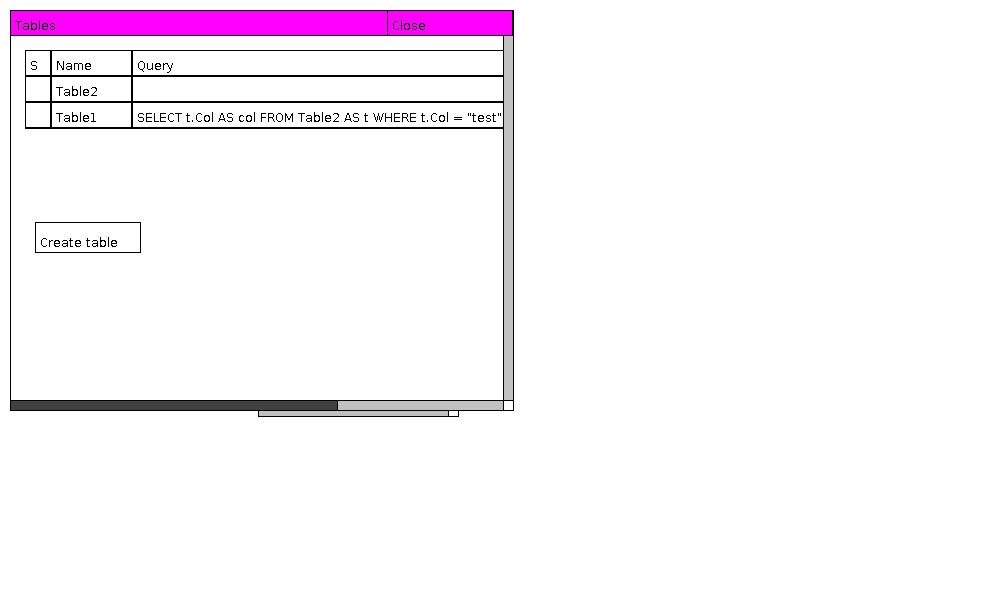 Tables Close
S Name Query
Table2
Table1 SELECT t.Col AS col FROM Table2 AS t WHERE t.Col = "test"
Create table